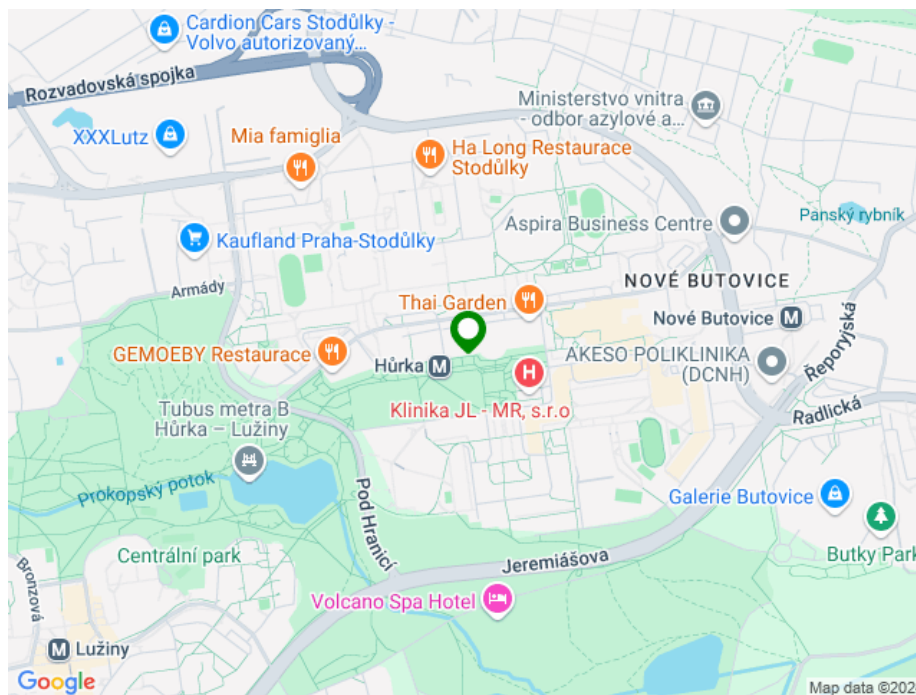 Cardion Cars Stodůlky -
Volvo autorizovaný...
Rozvadovská spojka
Ministerstvo vnitra
- odbor azylové a...
XXXLutz
Mia famiglia
Ha Long Restaurace
Stodůlky
Aspira Business Centre
Panský rybník
Kaufland Praha-Stodůlky
NOVÉ BUTOVICE
Armády
Thai Garden
Nové Butovice
M
Řeporyjská
GEMOEBY Restaurace
Hůrka
M
H
AKESO POLIKLINIKA
(DCNH)
Klinika JL - MR, s.r.o
Radlická
Tubus metra B
Hůrka – Lužiny
Prokopský potok
Pod Hranicí
Galerie Butovice
Centrální park
Jeremiášova
Butky Park
Bronzová
Volcano Spa Hotel
M
Lužiny
Google
Map data ©202